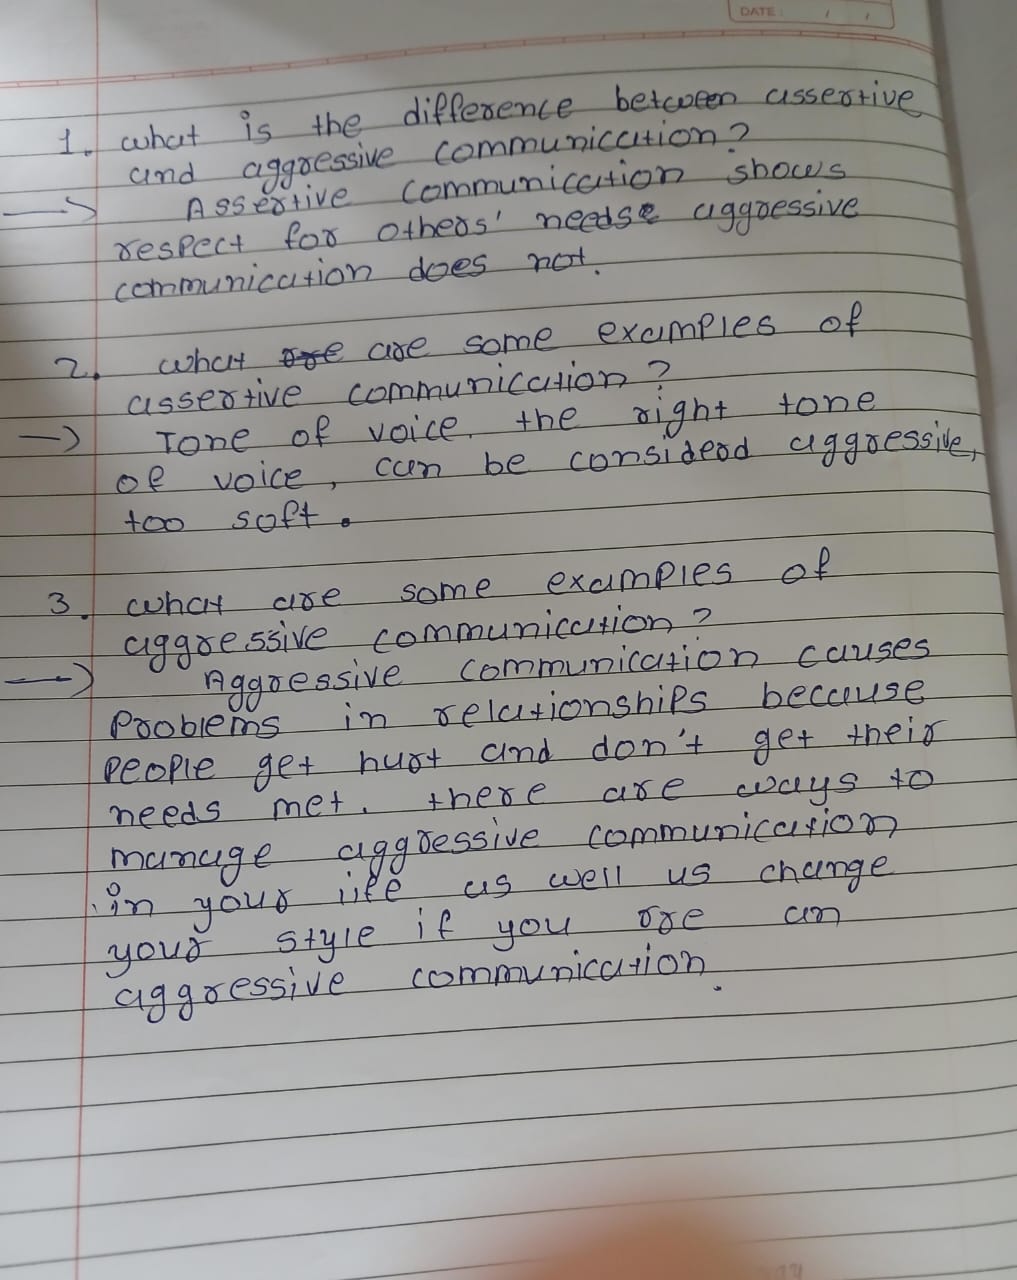 DATE: / /
1. what is the difference between assertive
and aggressive communication?
→ Assertive communication shows
respect for others' needs aggressive
communication does not.
2. what are some examples of
assertive communication?
→ Tone of voice. the right tone
of voice, can be considerd aggressive,
too soft.
3. what are some examples of
aggressive communication?
→ Aggressive communication causes
problems in relationships because
people get hurt and don't get their
needs met. there are ways to
manage aggressive communication
in your life as well us change
your style if you are an
aggressive communication.